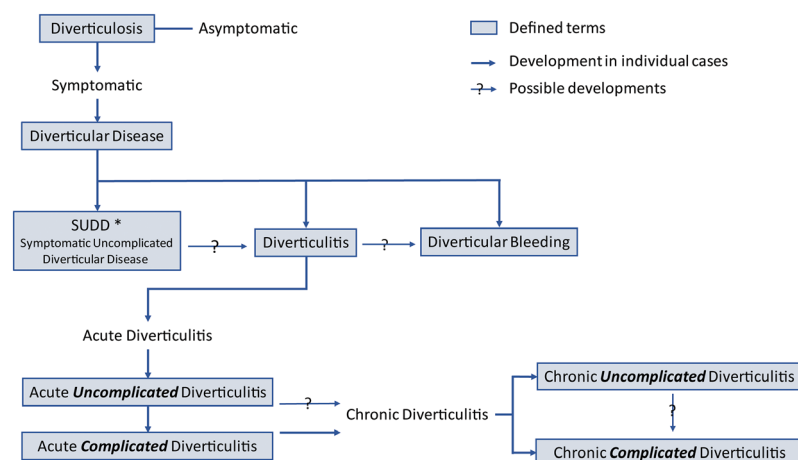 Diverticulosis
Asymptomatic
Defined terms
Development in individual cases
? Possible developments
Symptomatic
Diverticular Disease
SUDD *
Symptomatic Uncomplicated
Diverticular Disease
?
Diverticulitis
?
Diverticular Bleeding
Acute Diverticulitis
Acute Uncomplicated Diverticulitis
?
Acute Complicated Diverticulitis
Chronic Diverticulitis
Chronic Uncomplicated Diverticulitis
?
Chronic Complicated Diverticulitis